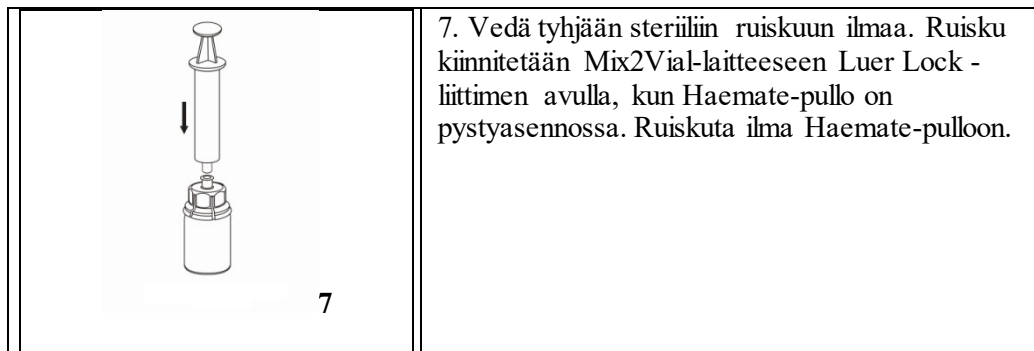 7. Vedä tyhjään steriiliin ruiskuun ilmaa. Ruisku
kiinnitetään Mix2Vial-laitteeseen Luer Lock -
liittimen avulla, kun Haemate-pullo on
pystyasennossa. Ruiskuta ilma Haemate-pulloon.
7